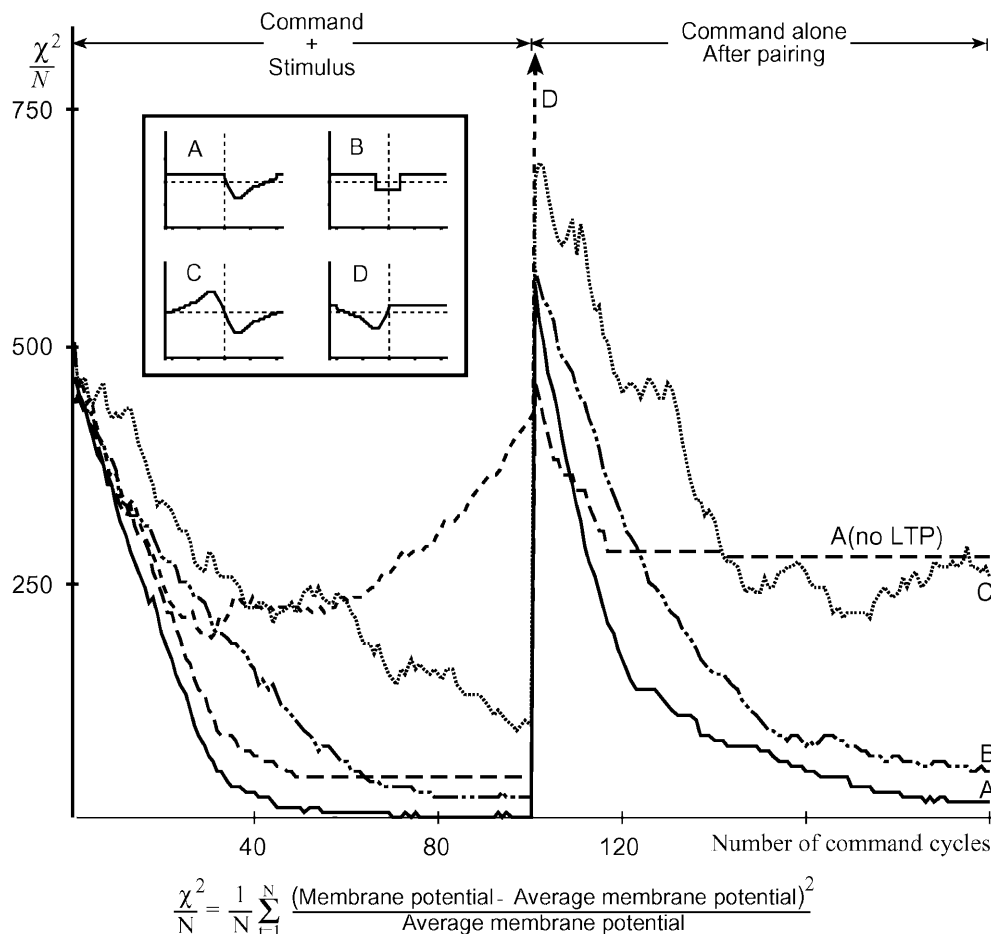 Command
+
Stimulus
Command alone
After pairing
χ²
N
D
750
A
B
C
D
500
250
A(no LTP)
C
B
A
40
80
120
Number of command cycles
χ²/N = 1/N Σ N t=1 (Membrane potential - Average membrane potential)² / Average membrane potential